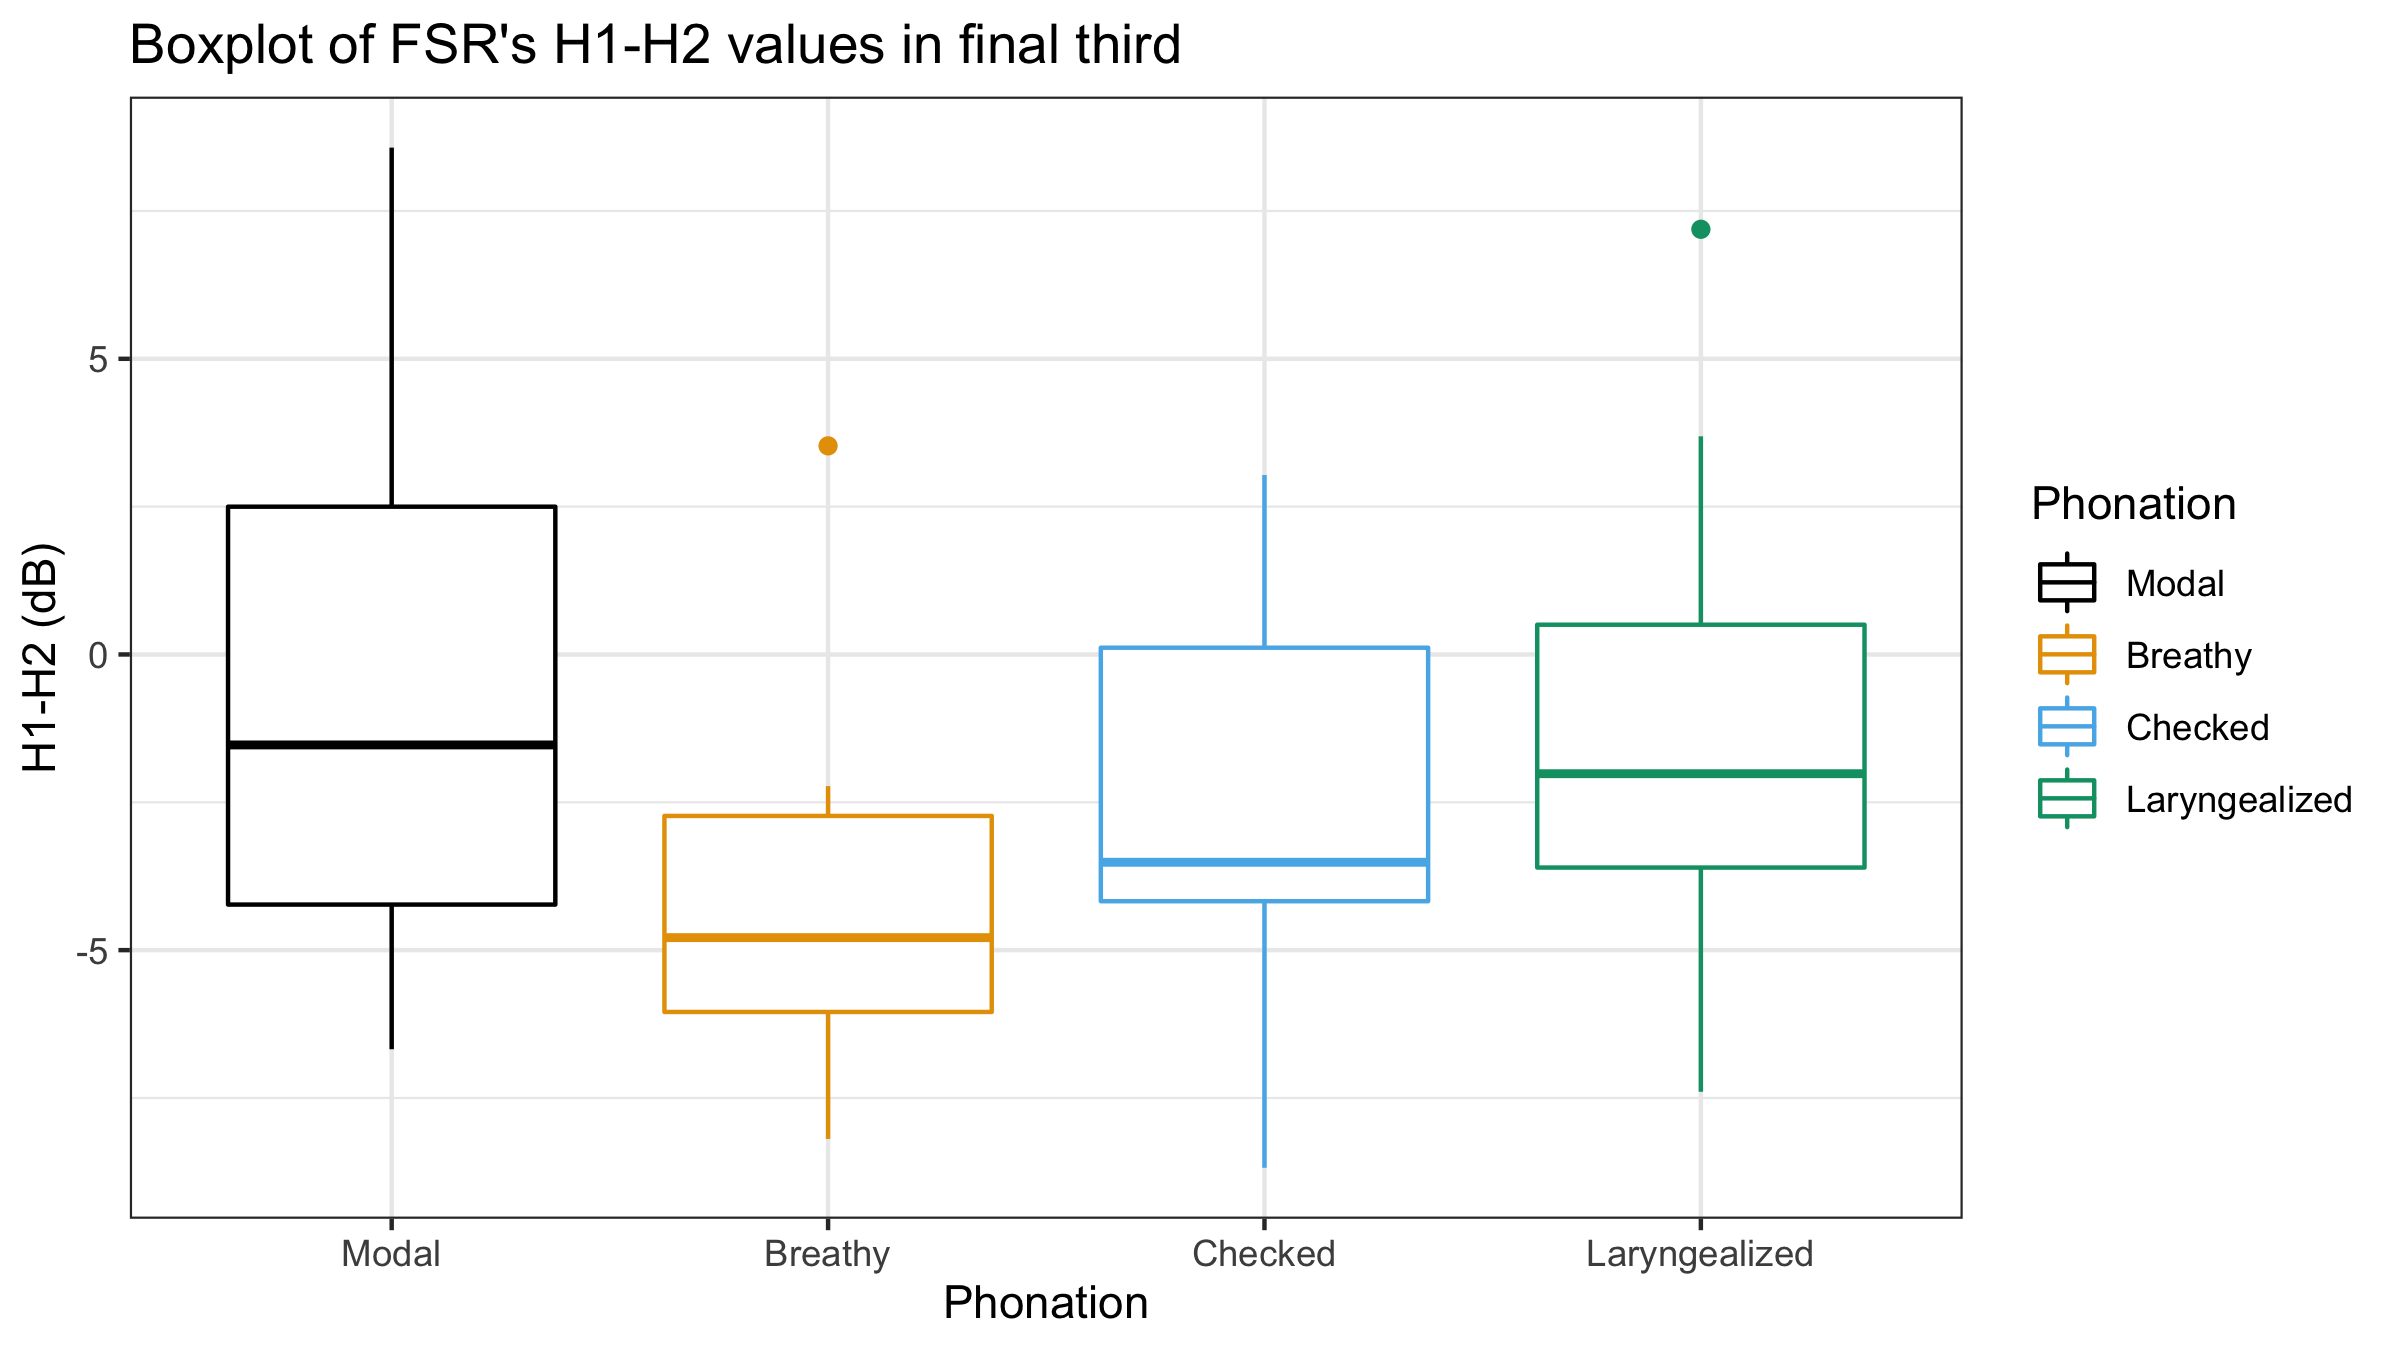 Boxplot of FSR's H1-H2 values in final third
H1-H2 (dB)
5
0
-5
Modal
Breathy
Checked
Laryngealized
Phonation
Phonation
Modal
Breathy
Checked
Laryngealized